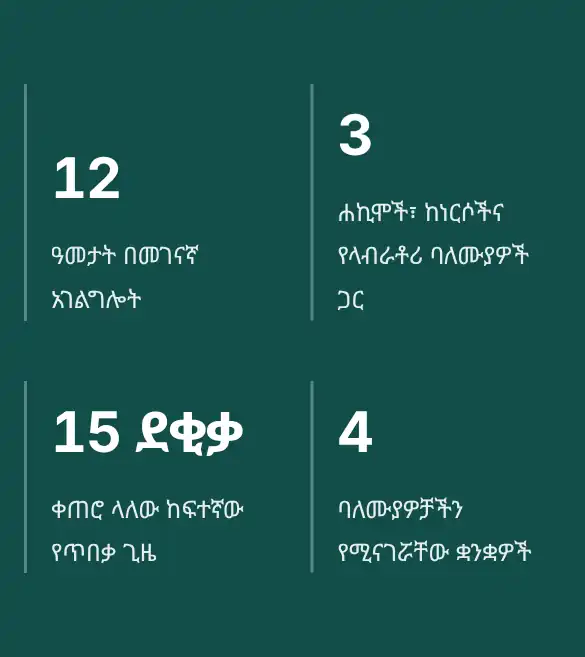 12
ዓመታት በመገናኛ
አገልግሎት
3
ሐኪሞች፣ ከነርሶችና
የላብራቶሪ ባለሙያዎች
ጋር
15 ደቂቃ
ቀጠሮ ላለው ከፍተኛው
የጥበቃ ጊዜ
4
ባለሙያዎቻችን
የሚናገሯቸው ቋንቋዎች